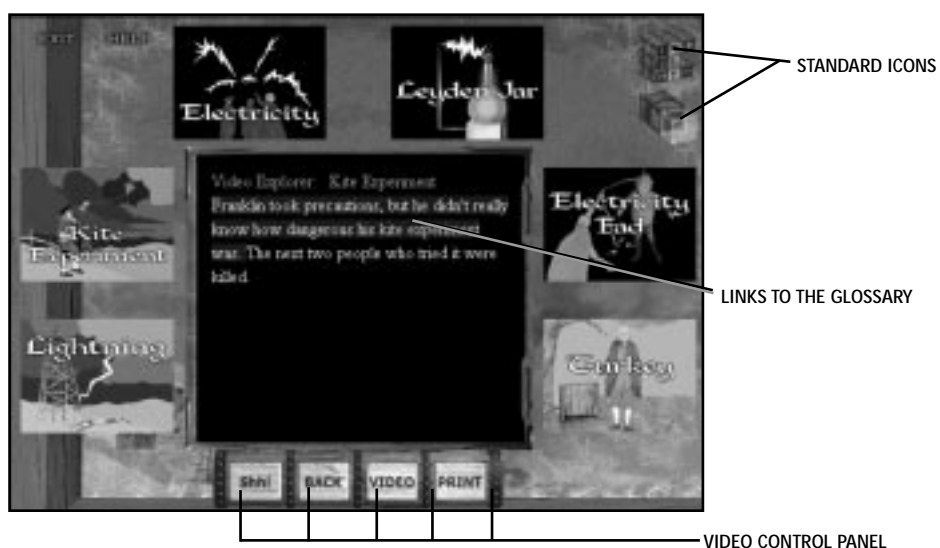 EXIT HELP
Electricity
Leyden Jar
STANDARD ICONS
Video Explorer Kite Experiment
Franklin took precautions, but he didn't really
know how dangerous his kite experiment
was. The next two people who tried it were
killed.
Kite
Experiment
Electricity
Fad
LINKS TO THE GLOSSARY
Lightning
Turkey
Shh!
BACK
VIDEO
PRINT
VIDEO CONTROL PANEL